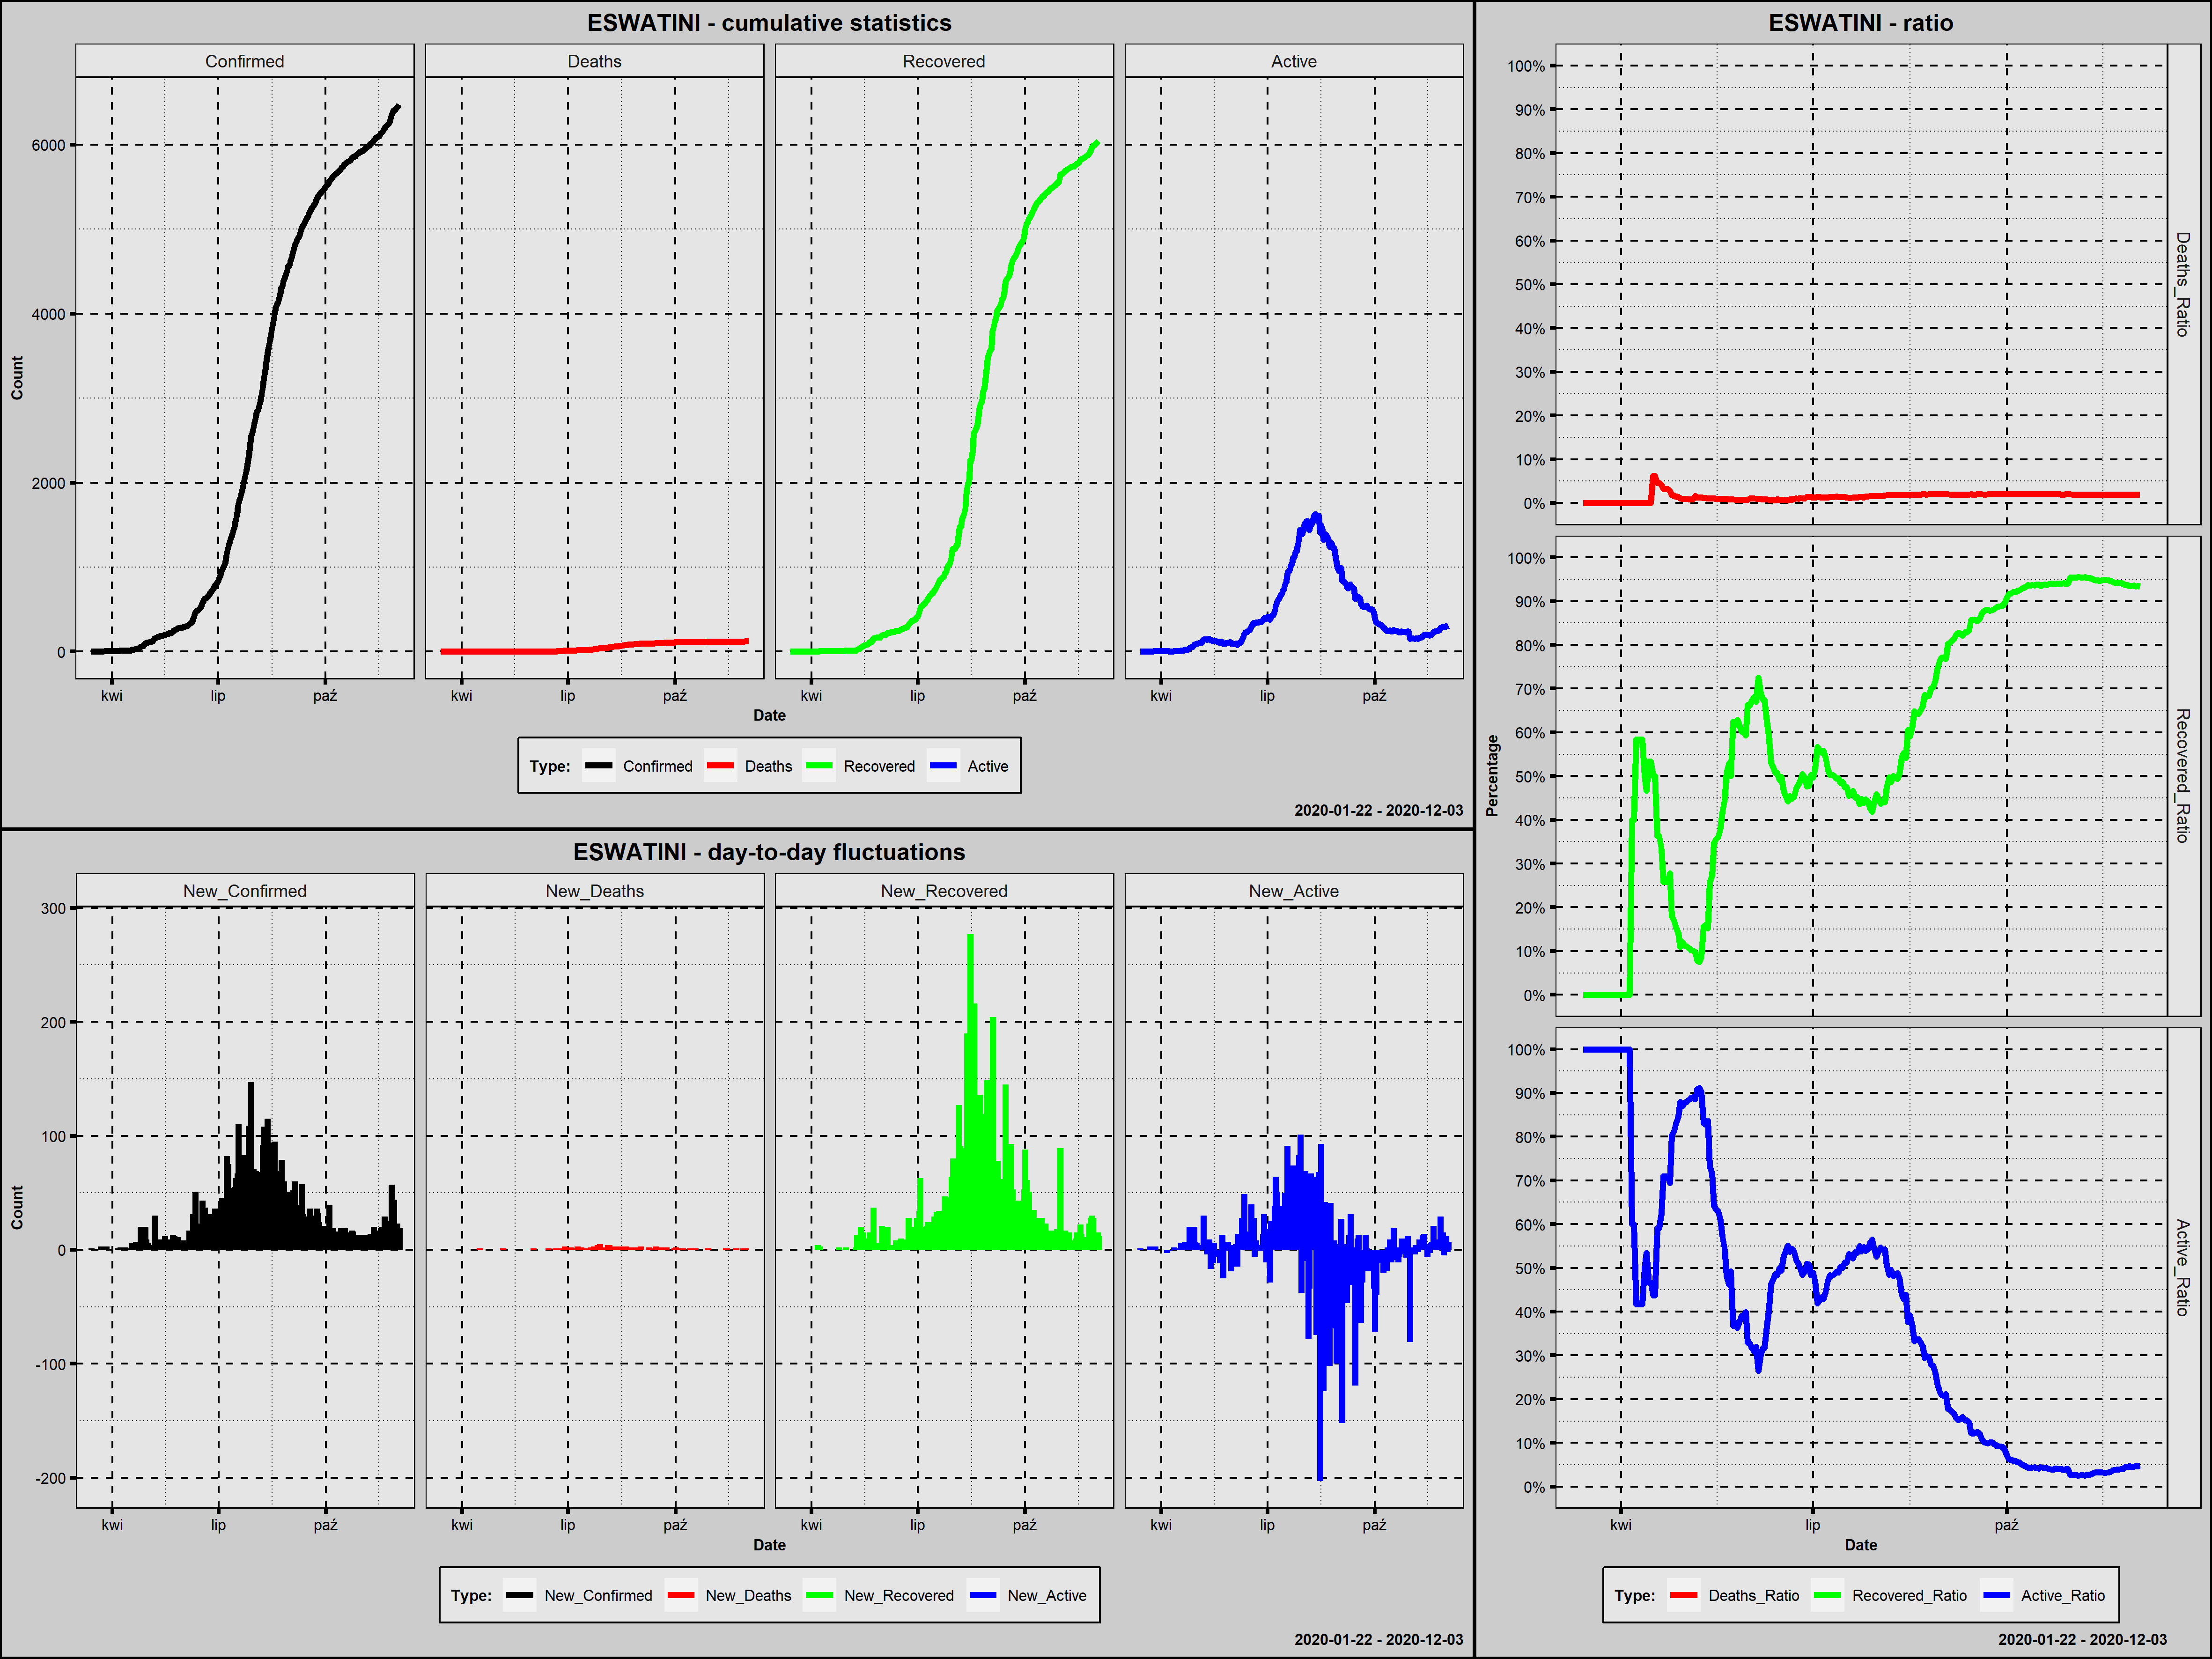 ESWATINI - cumulative statistics
Confirmed Deaths Recovered Active
Count
6000
4000
2000
0
kwi lip paź kwi lip paź kwi lip paź kwi lip paź
Date
Type: Confirmed Deaths Recovered Active
2020-01-22 - 2020-12-03
ESWATINI - day-to-day fluctuations
New_Confirmed New_Deaths New_Recovered New_Active
Count
300
200
100
0
-100
-200
kwi lip paź kwi lip paź kwi lip paź kwi lip paź
Date
Type: New_Confirmed New_Deaths New_Recovered New_Active
2020-01-22 - 2020-12-03
ESWATINI - ratio
Percentage
100%
90%
80%
70%
60%
50%
40%
30%
20%
10%
0%
Deaths_Ratio
100%
90%
80%
70%
60%
50%
40%
30%
20%
10%
0%
Recovered_Ratio
100%
90%
80%
70%
60%
50%
40%
30%
20%
10%
0%
Active_Ratio
kwi lip paź
Date
Type: Deaths_Ratio Recovered_Ratio Active_Ratio
2020-01-22 - 2020-12-03